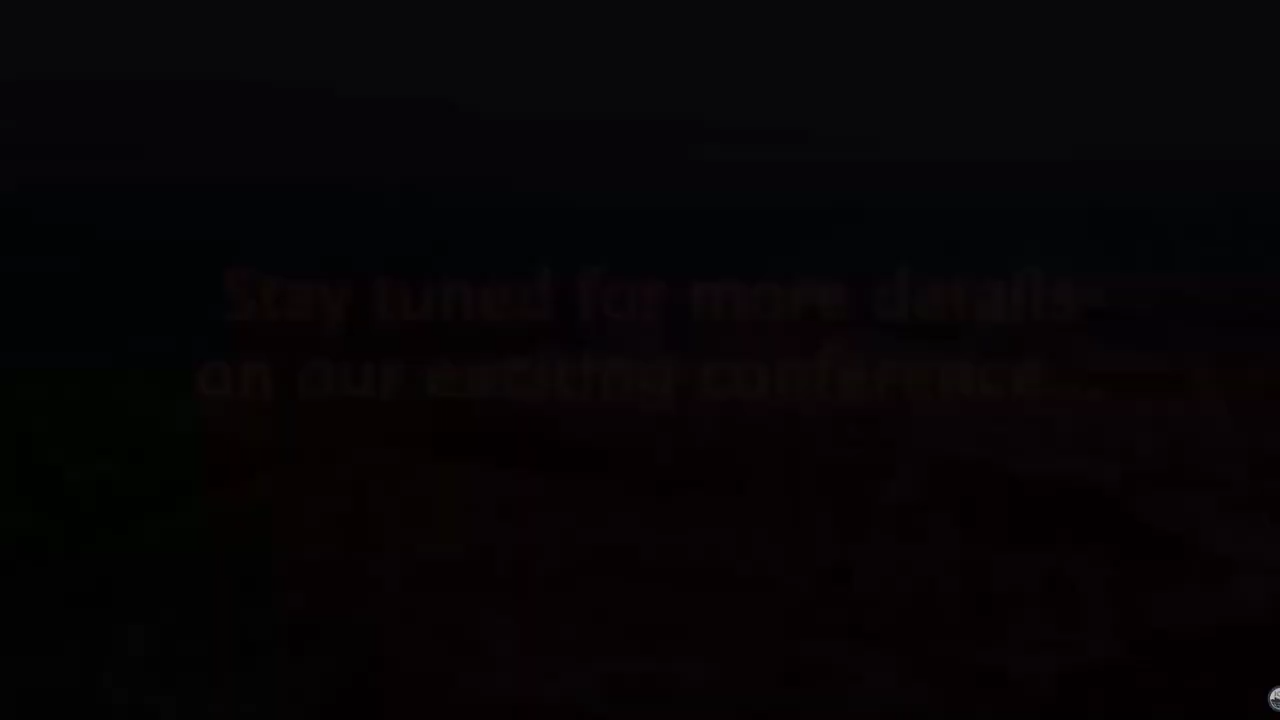 Stay tuned for more details
on our exciting conference...